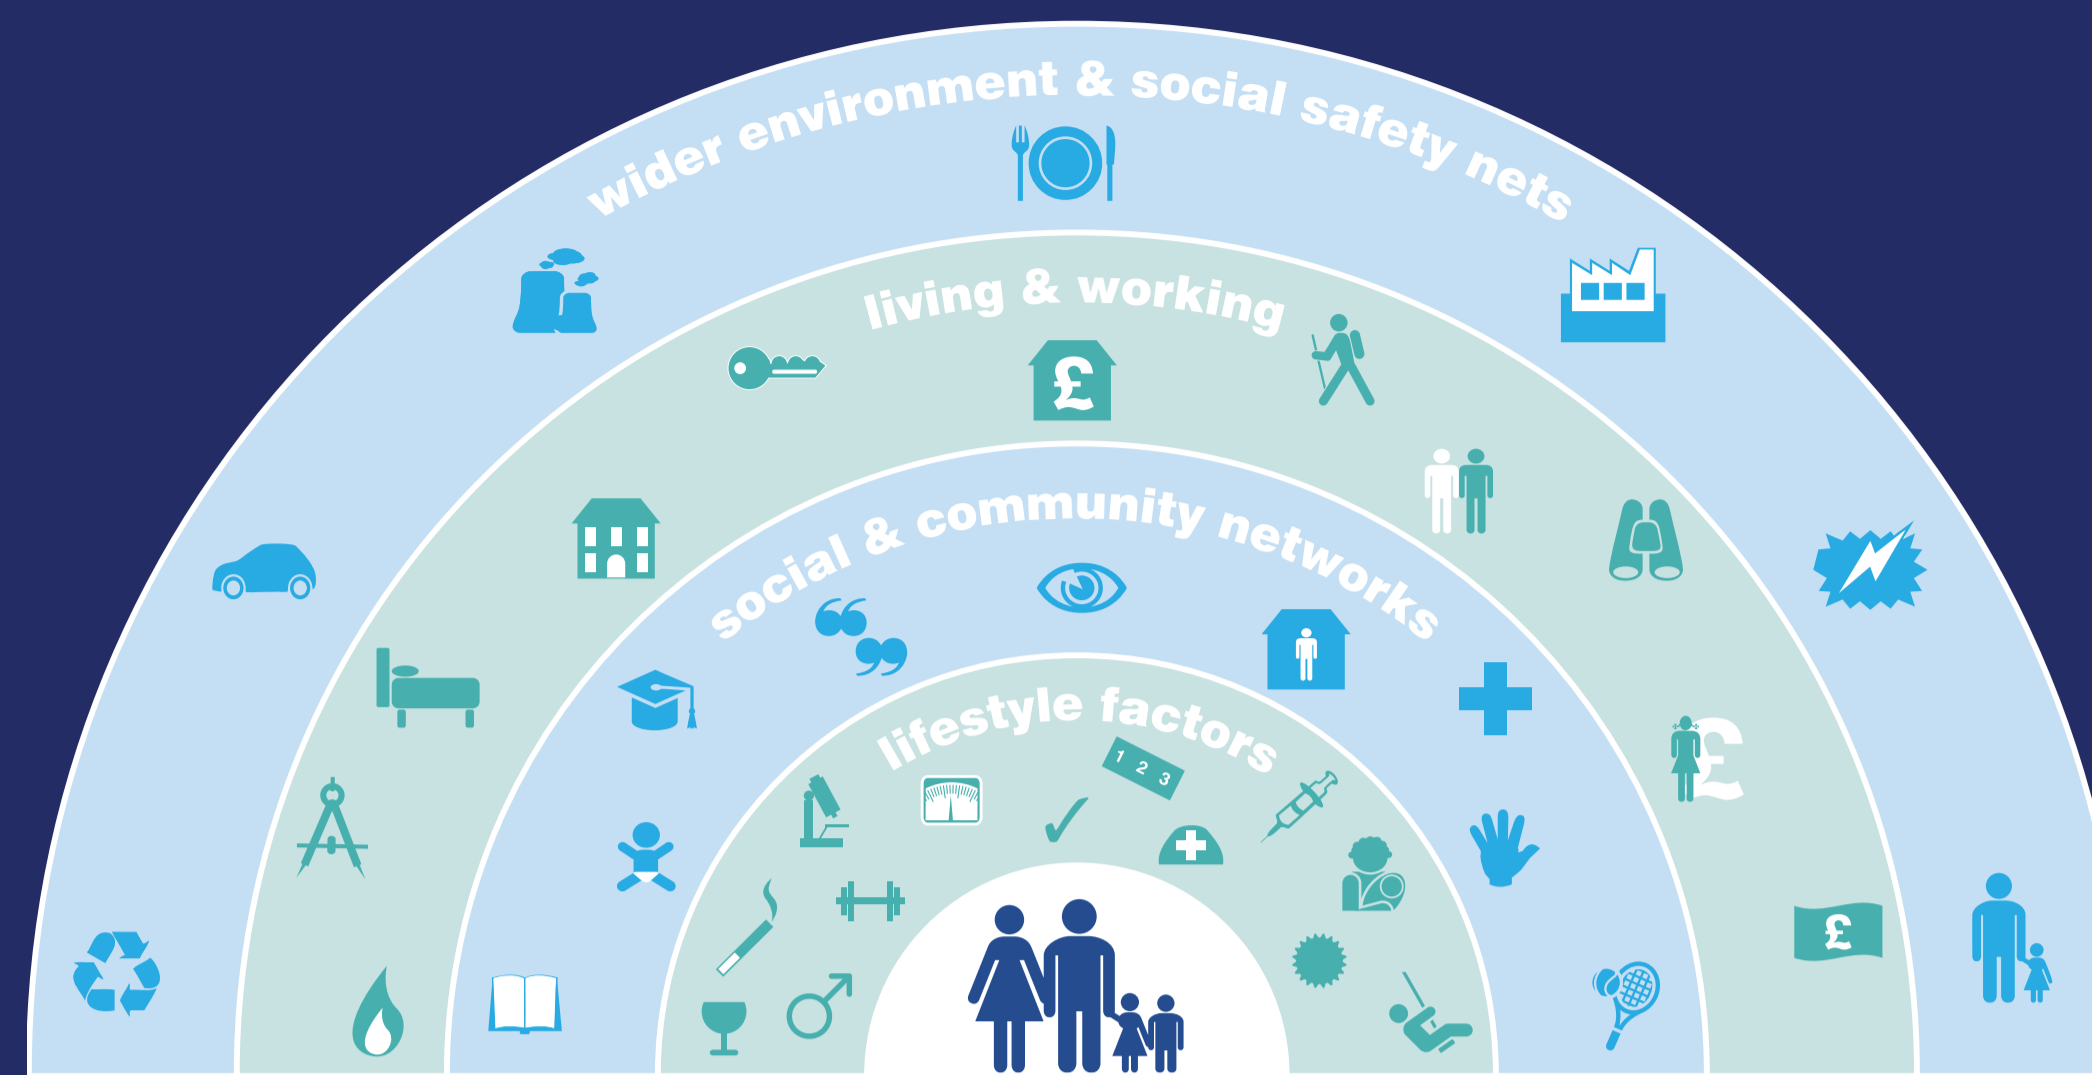 wider environment & social safety nets
living & working
£
social & community networks
❝❞
lifestyle factors
1 2 3
£
£